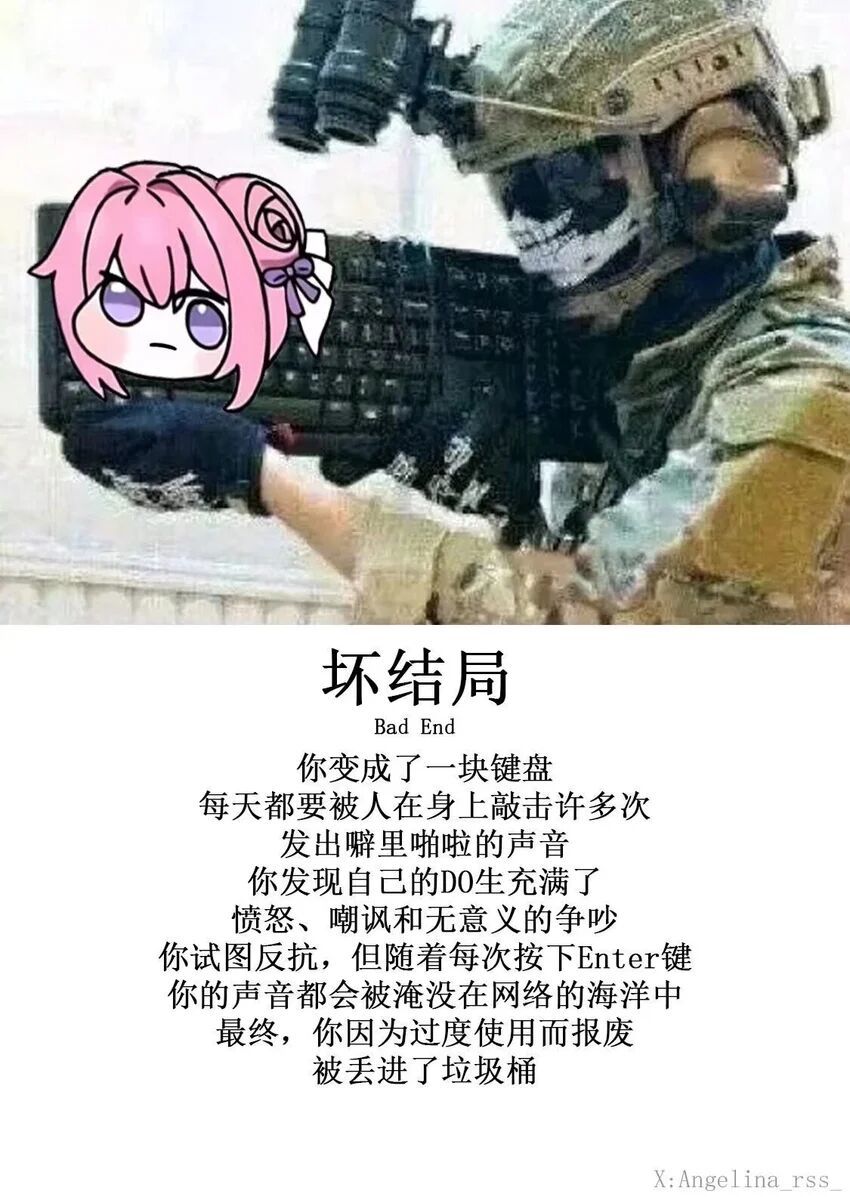 坏结局
Bad End
你变成了一块键盘
每天都要被人在身上敲击许多次
发出噼里啪啦的声音
你发现自己的DO生充满了
愤怒、嘲讽和无意义的争吵
你试图反抗，但随着每次按下Enter键
你的声音都会被淹没在网络的海洋中
最终，你因为过度使用而报废
被丢进了垃圾桶
X:Angelina_rss_